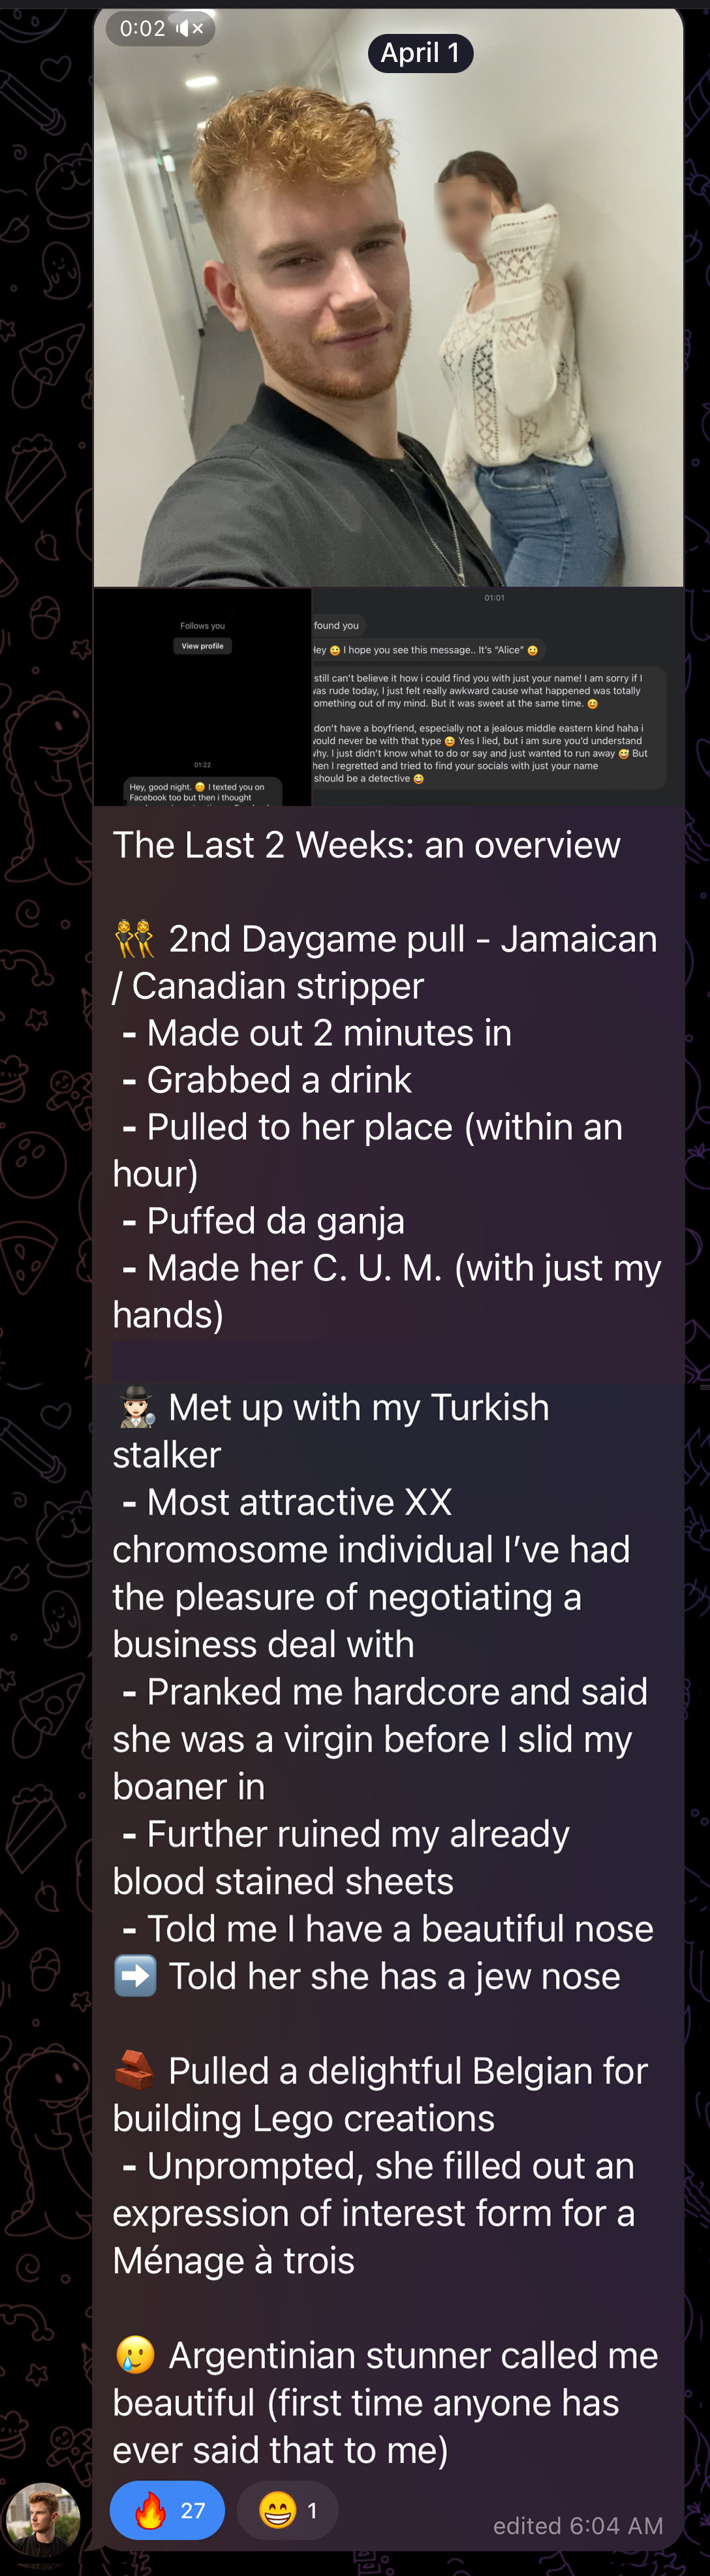 0:02
April 1
Follows you
View profile
01:22
Hey, good night. 😊 I texted you on
Facebook too but then i thought
01:01
found you
Hey 😉 I hope you see this message.. It's “Alice” 🙂
still can't believe it how i could find you with just your name! I am sorry if I
was rude today, I just felt really awkward cause what happened was totally
omething out of my mind. But it was sweet at the same time. 😊
don't have a boyfriend, especially not a jealous middle eastern kind haha i
would never be with that type 😄 Yes I lied, but i am sure you'd understand
why. I just didn't know what to do or say and just wanted to run away 😅 But
hen I regretted and tried to find your socials with just your name
should be a detective 😄
The Last 2 Weeks: an overview
👯 2nd Daygame pull - Jamaican
/ Canadian stripper
- Made out 2 minutes in
- Grabbed a drink
- Pulled to her place (within an
hour)
- Puffed da ganja
- Made her C. U. M. (with just my
hands)
🕵🏻 Met up with my Turkish
stalker
- Most attractive XX
chromosome individual I’ve had
the pleasure of negotiating a
business deal with
- Pranked me hardcore and said
she was a virgin before I slid my
boaner in
- Further ruined my already
blood stained sheets
- Told me I have a beautiful nose
➡️ Told her she has a jew nose
🧱 Pulled a delightful Belgian for
building Lego creations
- Unprompted, she filled out an
expression of interest form for a
Ménage à trois
🥲 Argentinian stunner called me
beautiful (first time anyone has
ever said that to me)
🔥 27 😁 1
edited 6:04 AM